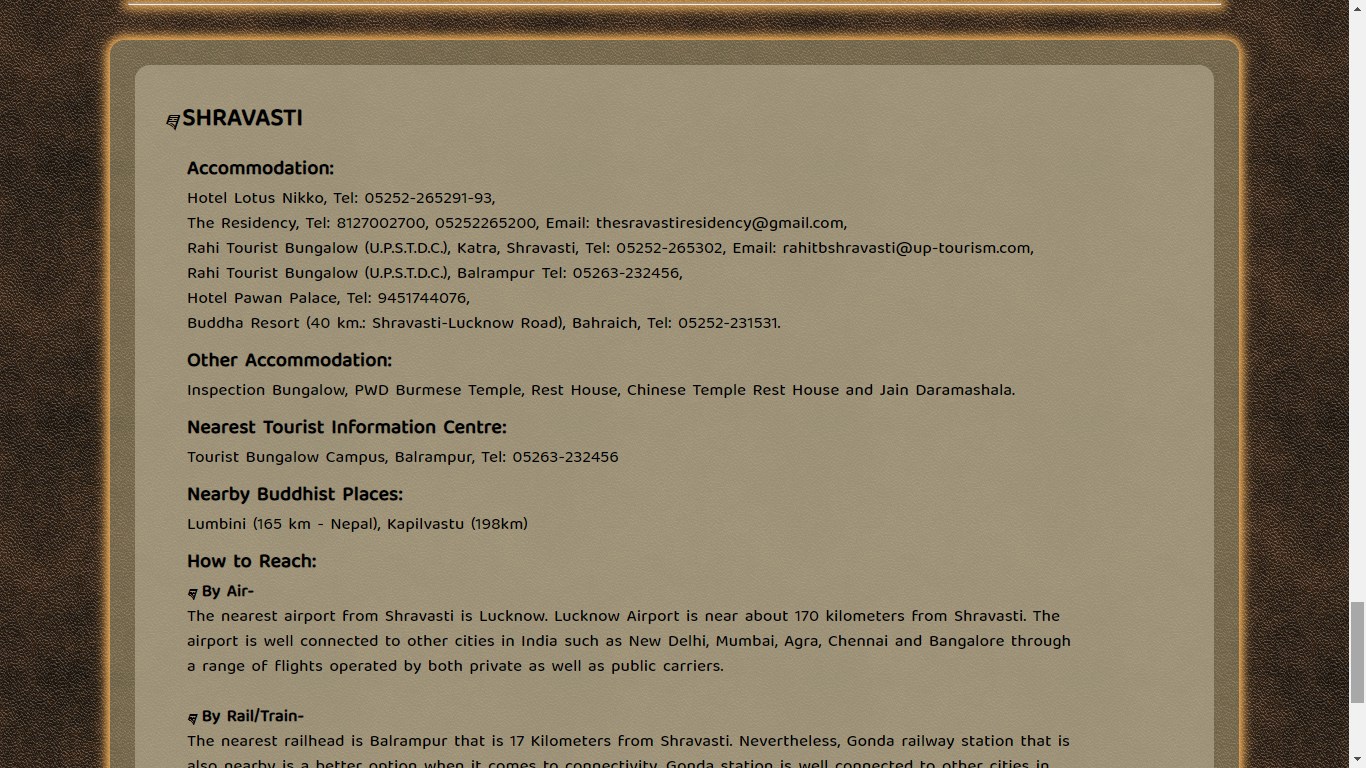 SHRAVASTI
Accommodation:
Hotel Lotus Nikko, Tel: 05252-265291-93,
The Residency, Tel: 8127002700, 05252265200, Email: thesravastiresidency@gmail.com,
Rahi Tourist Bungalow (U.P.S.T.D.C.), Katra, Shravasti, Tel: 05252-265302, Email: rahitbshravasti@up-tourism.com,
Rahi Tourist Bungalow (U.P.S.T.D.C.), Balrampur Tel: 05263-232456,
Hotel Pawan Palace, Tel: 9451744076,
Buddha Resort (40 km.: Shravasti-Lucknow Road), Bahraich, Tel: 05252-231531.
Other Accommodation:
Inspection Bungalow, PWD Burmese Temple, Rest House, Chinese Temple Rest House and Jain Daramashala.
Nearest Tourist Information Centre:
Tourist Bungalow Campus, Balrampur, Tel: 05263-232456
Nearby Buddhist Places:
Lumbini (165 km - Nepal), Kapilvastu (198km)
How to Reach:
By Air-
The nearest airport from Shravasti is Lucknow. Lucknow Airport is near about 170 kilometers from Shravasti. The
airport is well connected to other cities in India such as New Delhi, Mumbai, Agra, Chennai and Bangalore through
a range of flights operated by both private as well as public carriers.
By Rail/Train-
The nearest railhead is Balrampur that is 17 Kilometers from Shravasti. Nevertheless, Gonda railway station that is
also nearby is a better option when it comes to connectivity. Gonda station is well connected to other cities in